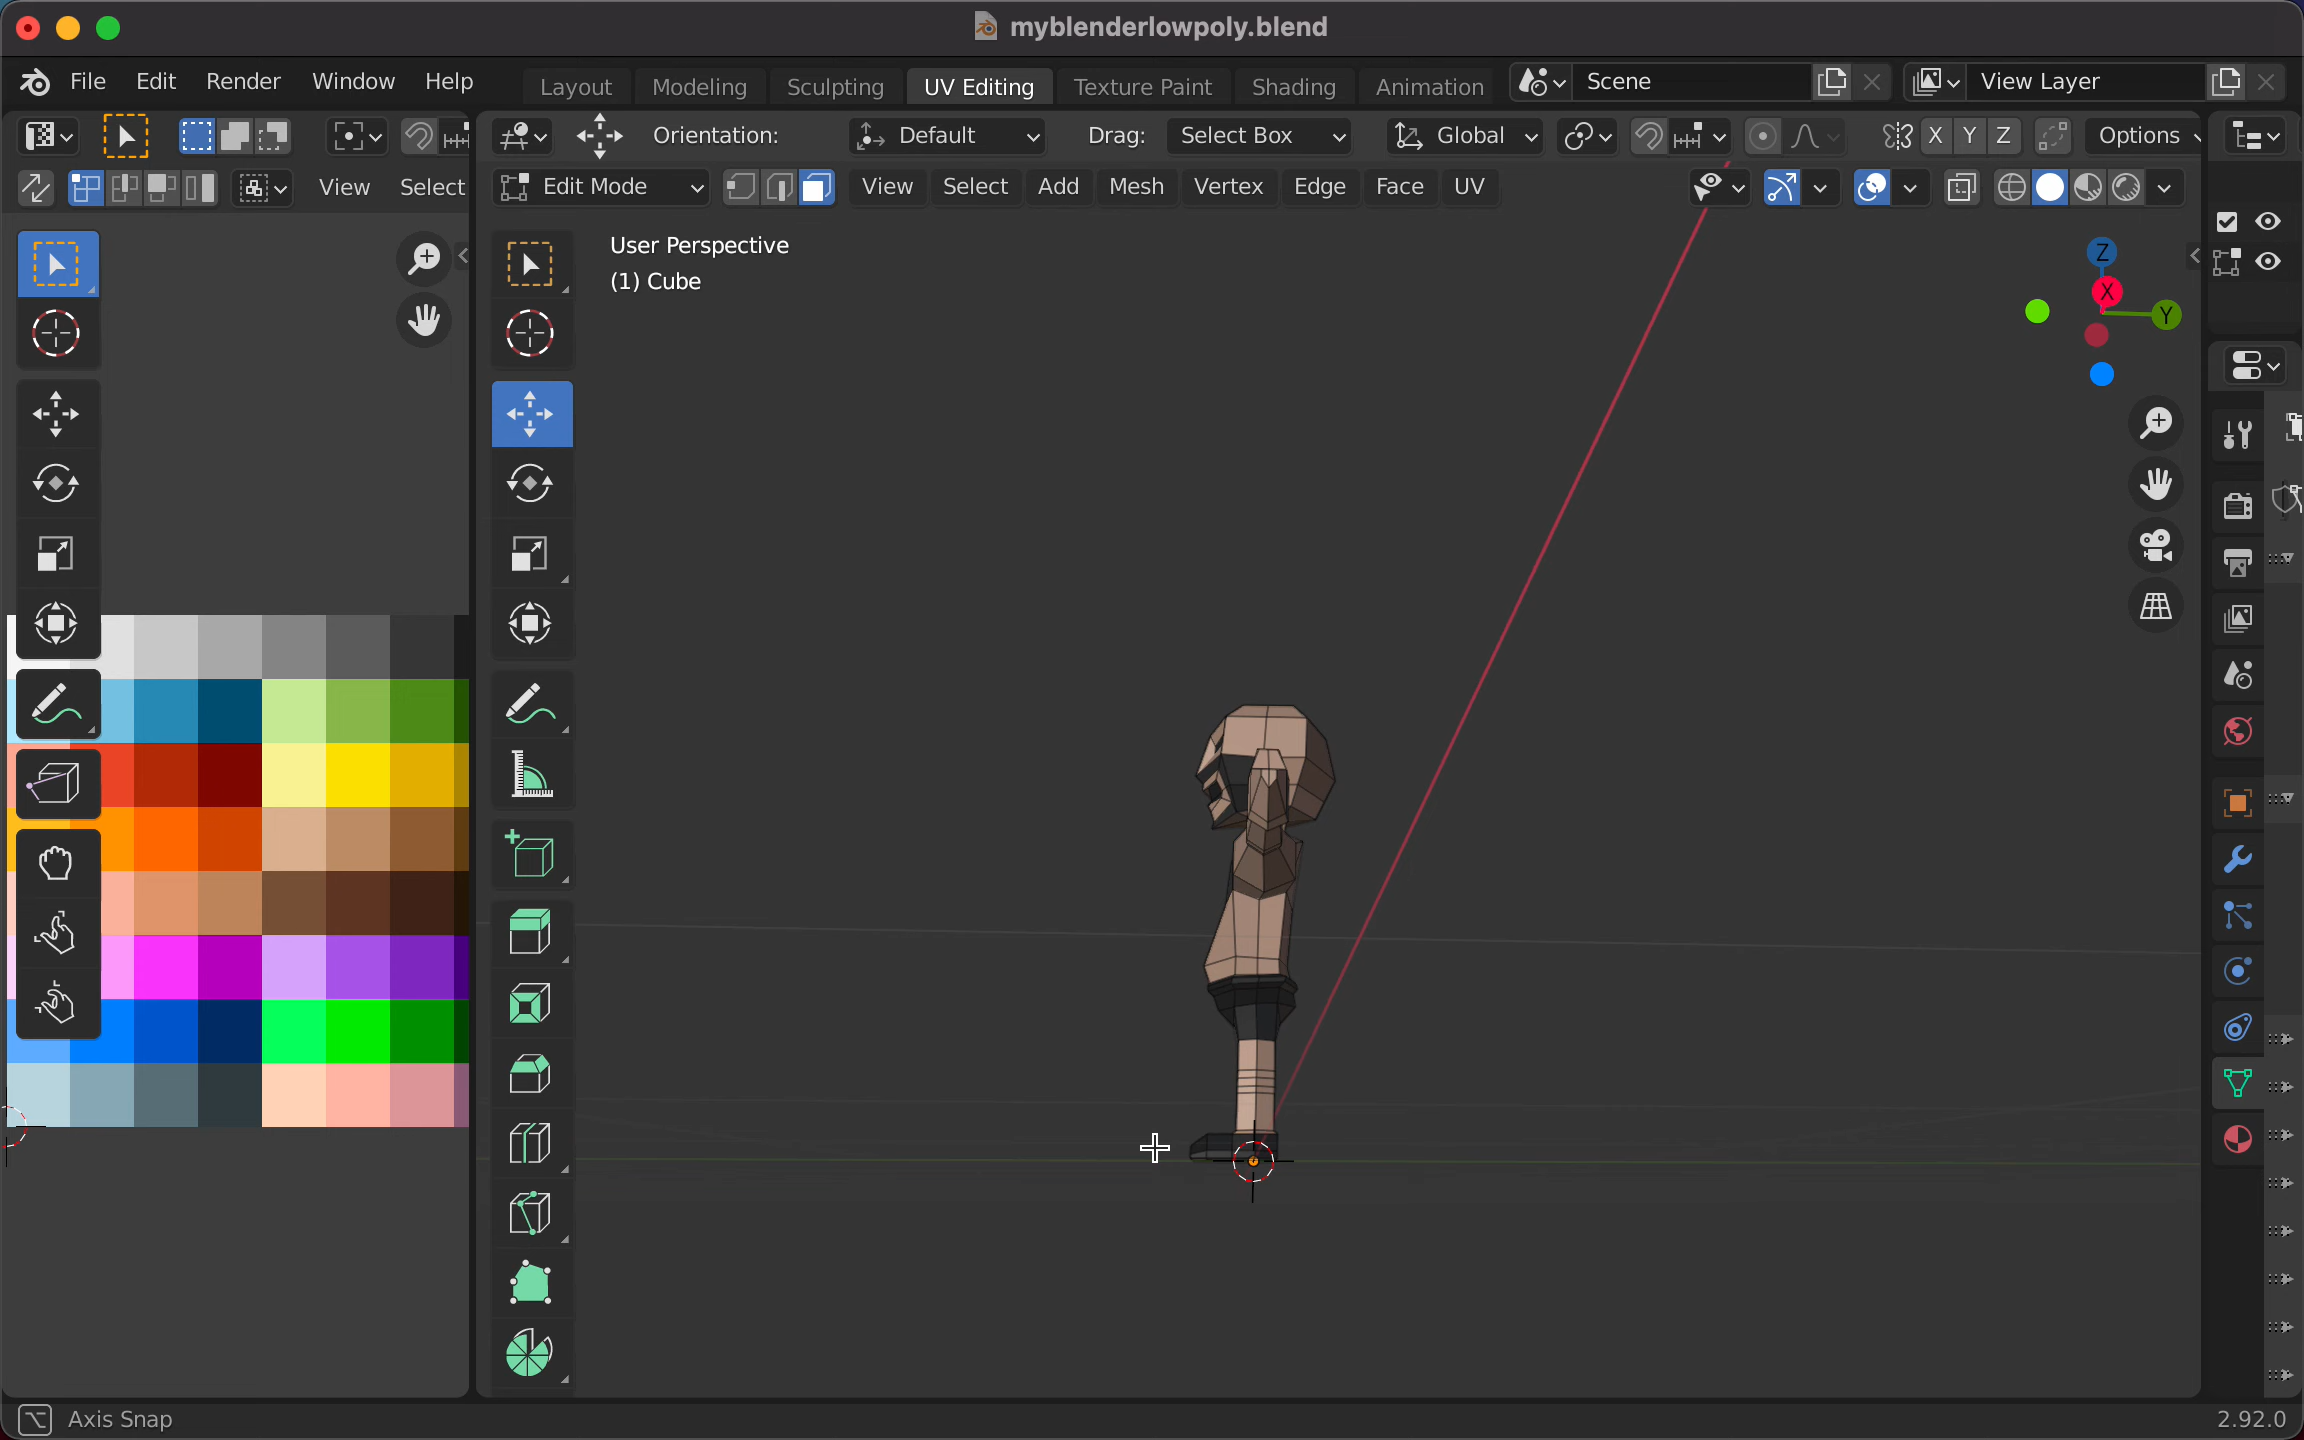 myblenderlowpoly.blend
File Edit Render Window Help Layout Modeling Sculpting UV Editing Texture Paint Shading Animation Scene View Layer
Orientation: Default Drag: Select Box Global X Y Z Options
View Select Edit Mode View Select Add Mesh Vertex Edge Face UV
User Perspective
(1) Cube
Z
X
Y
Axis Snap 2.92.0